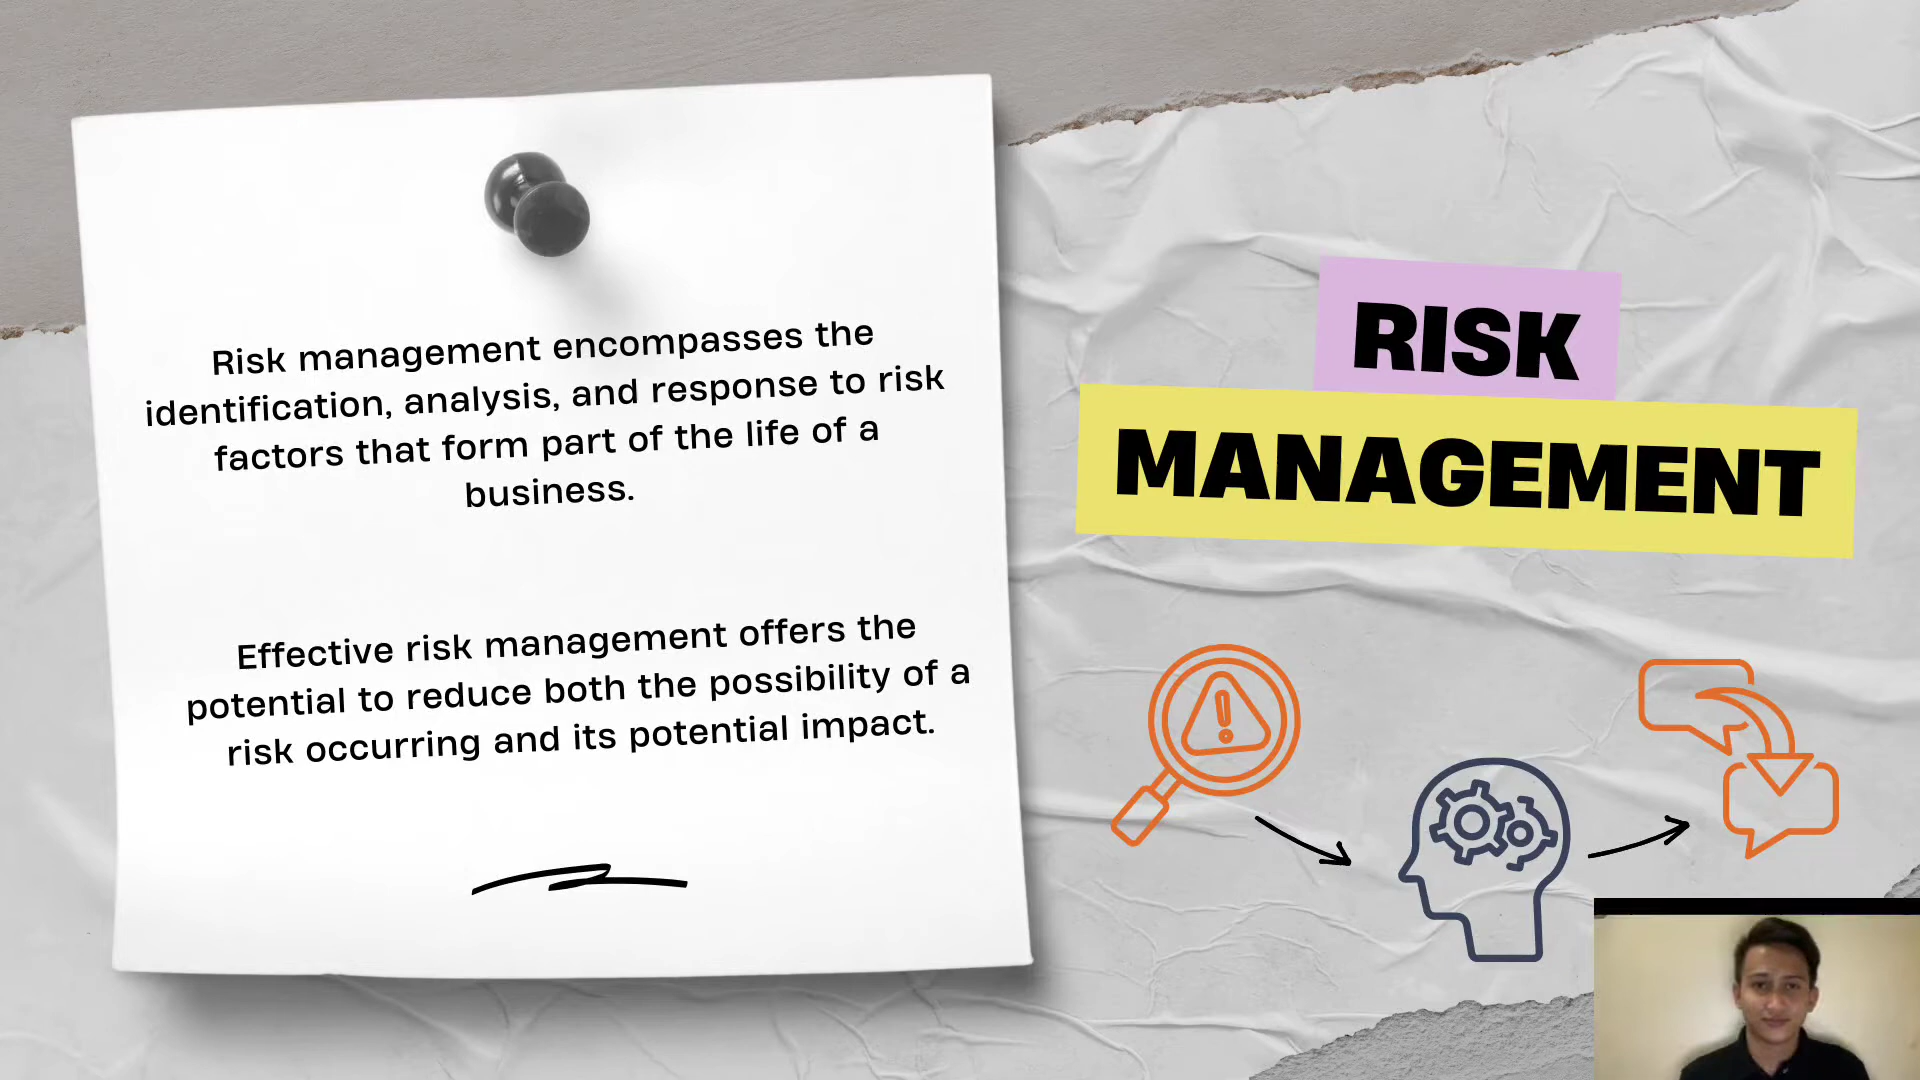 Risk management encompasses the
identification, analysis, and response to risk
factors that form part of the life of a
business.
Effective risk management offers the
potential to reduce both the possibility of a
risk occurring and its potential impact.
RISK
MANAGEMENT